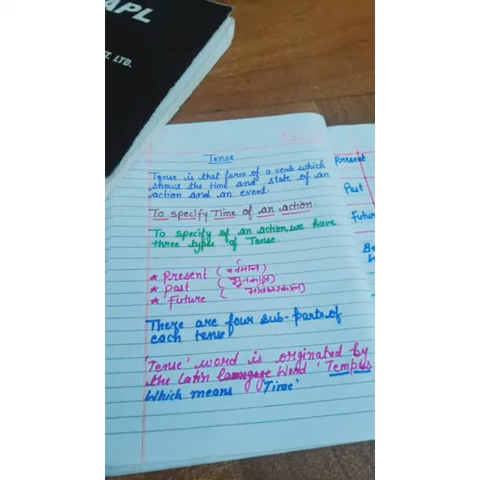 APL
T. LTD.
Tense
Tense is that form of a verb which
shows the time and state of an
action and an event.
To specify Time of an action.
To specify of an action, we have
three types of Tense.
* Present (वर्तमान)
* Past (भूतकाल)
* Future (भविष्यकाल)
There are four sub-parts of
each tense
'Tense' word is orginated by
the Latin Word 'Tempus
Which means 'Time'
Present
Past
Future